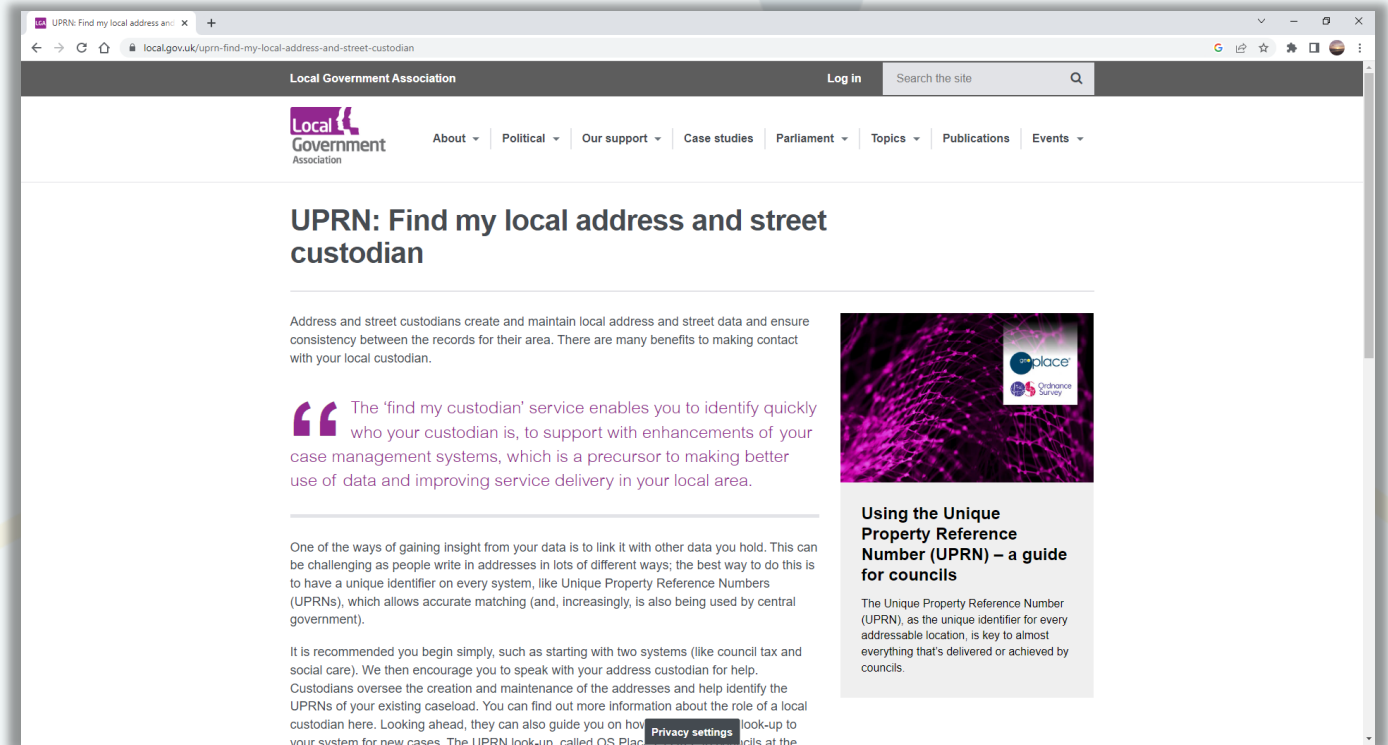 LGA UPRN: Find my local address and
local.gov.uk/uprn-find-my-local-address-and-street-custodian
Local Government Association
Log in
Search the site
Local
Government
Association
About
Political
Our support
Case studies
Parliament
Topics
Publications
Events
UPRN: Find my local address and street
custodian
Address and street custodians create and maintain local address and street data and ensure
consistency between the records for their area. There are many benefits to making contact
with your local custodian.
“ The ‘find my custodian’ service enables you to identify quickly
who your custodian is, to support with enhancements of your
case management systems, which is a precursor to making better
use of data and improving service delivery in your local area.
One of the ways of gaining insight from your data is to link it with other data you hold. This can
be challenging as people write in addresses in lots of different ways; the best way to do this is
to have a unique identifier on every system, like Unique Property Reference Numbers
(UPRNs), which allows accurate matching (and, increasingly, is also being used by central
government).
It is recommended you begin simply, such as starting with two systems (like council tax and
social care). We then encourage you to speak with your address custodian for help.
Custodians oversee the creation and maintenance of the addresses and help identify the
UPRNs of your existing caseload. You can find out more information about the role of a local
custodian here. Looking ahead, they can also guide you on how look-up to
your system for new cases. The UPRN look-up, called OS at the
Privacy settings
geoplace
Ordnance
Survey
Using the Unique
Property Reference
Number (UPRN) – a guide
for councils
The Unique Property Reference Number
(UPRN), as the unique identifier for every
addressable location, is key to almost
everything that's delivered or achieved by
councils.